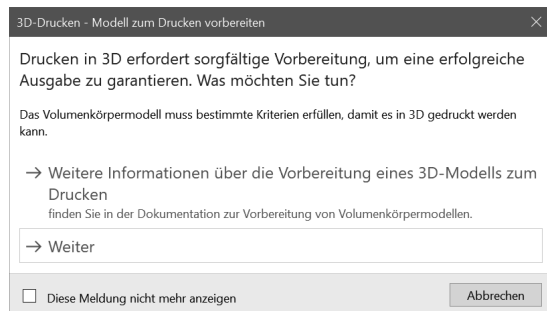 3D-Drucken - Modell zum Drucken vorbereiten
Drucken in 3D erfordert sorgfältige Vorbereitung, um eine erfolgreiche
Ausgabe zu garantieren. Was möchten Sie tun?
Das Volumenkörpermodell muss bestimmte Kriterien erfüllen, damit es in 3D gedruckt werden
kann.
→ Weitere Informationen über die Vorbereitung eines 3D-Modells zum
Drucken
finden Sie in der Dokumentation zur Vorbereitung von Volumenkörpermodellen.
→ Weiter
Diese Meldung nicht mehr anzeigen
Abbrechen